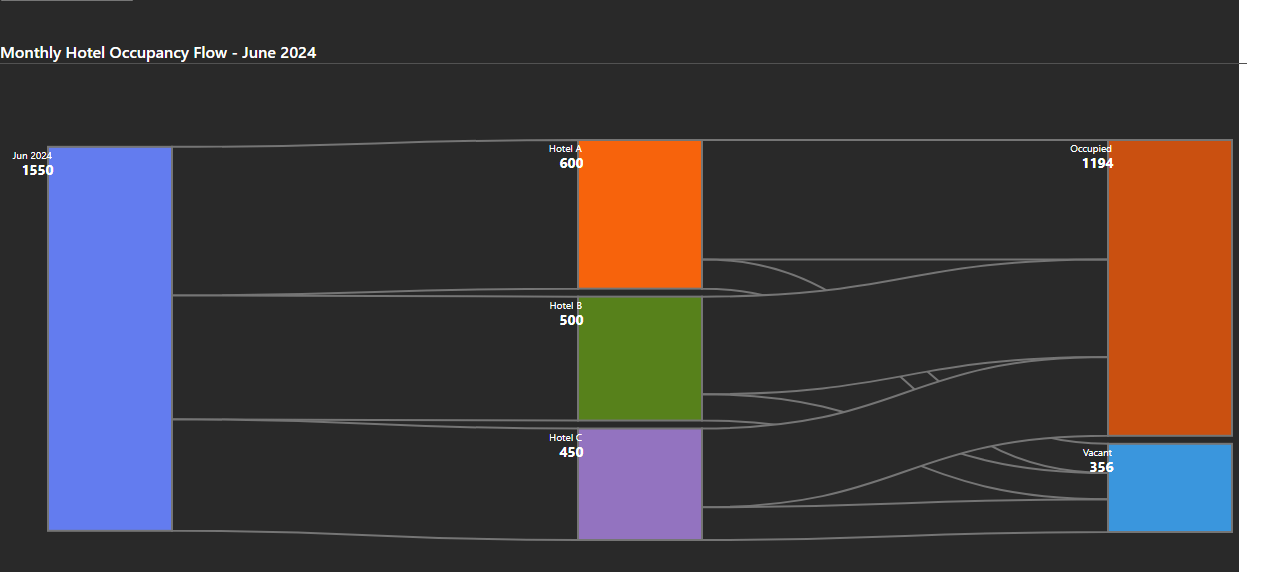 Monthly Hotel Occupancy Flow - June 2024
Jun 2024
1550
Hotel A
600
Hotel B
500
Hotel C
450
Occupied
1194
Vacant
356